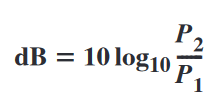 dB = 10 log₁₀ P₂/P₁